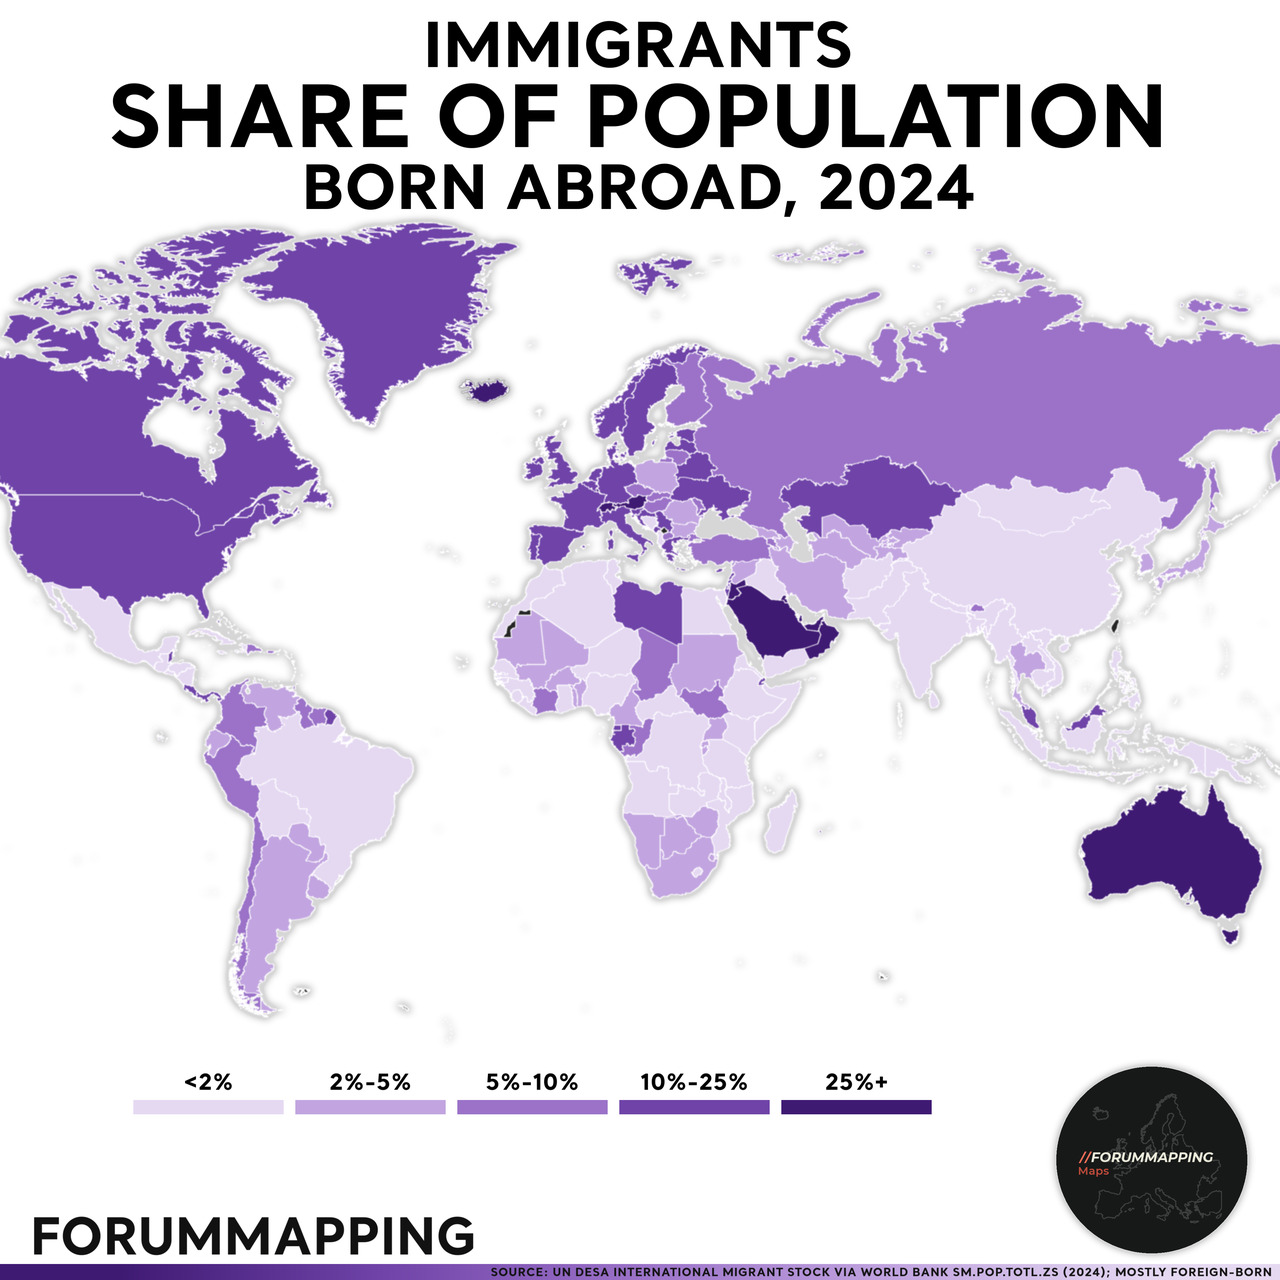 IMMIGRANTS
SHARE OF POPULATION
BORN ABROAD, 2024
<2%
2%-5%
5%-10%
10%-25%
25%+
//FORUMMAPPING
Maps
FORUMMAPPING
SOURCE: UN DESA INTERNATIONAL MIGRANT STOCK VIA WORLD BANK SM.POP.TOTL.ZS (2024); MOSTLY FOREIGN-BORN